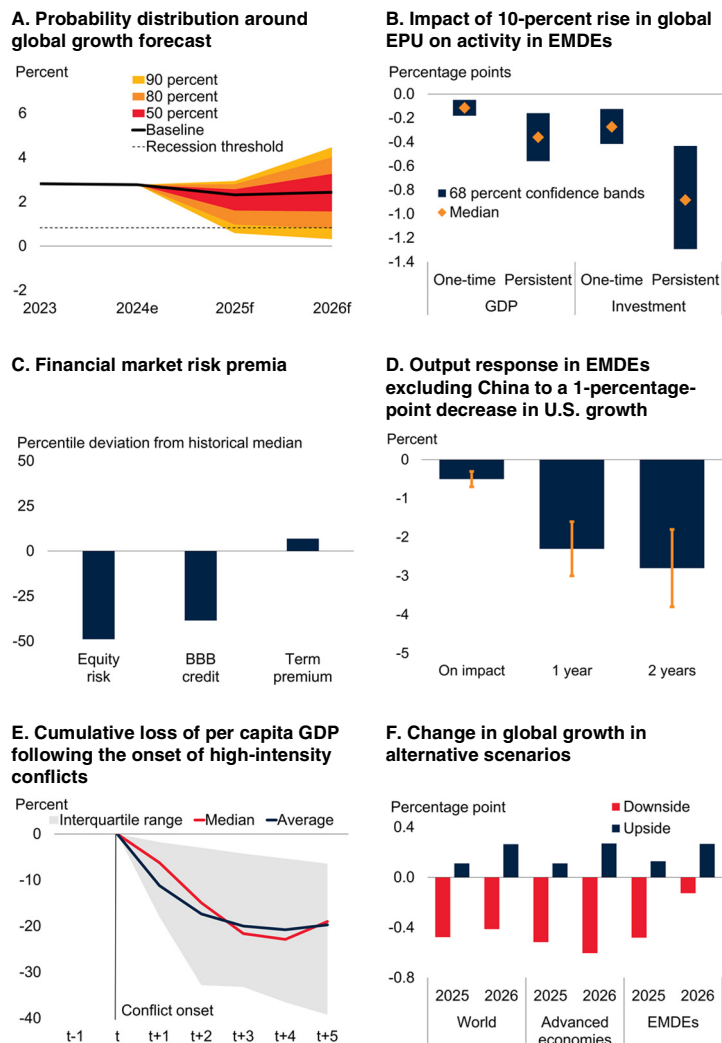 A. Probability distribution around
global growth forecast
Percent
90 percent
80 percent
50 percent
Baseline
Recession threshold
6
4
2
0
-2
2023 2024e 2025f 2026f
B. Impact of 10-percent rise in global
EPU on activity in EMDEs
Percentage points
0.0
-0.2
-0.4
-0.6
-0.8
-1.0
-1.2
-1.4
68 percent confidence bands
Median
One-time Persistent One-time Persistent
GDP Investment
C. Financial market risk premia
Percentile deviation from historical median
50
25
0
-25
-50
Equity risk
BBB credit
Term premium
D. Output response in EMDEs
excluding China to a 1-percentage-
point decrease in U.S. growth
Percent
0
-1
-2
-3
-4
-5
On impact 1 year 2 years
E. Cumulative loss of per capita GDP
following the onset of high-intensity
conflicts
Percent
Interquartile range Median Average
0
-10
-20
-30
-40
Conflict onset
t-1 t t+1 t+2 t+3 t+4 t+5
F. Change in global growth in
alternative scenarios
Percentage point
Downside
Upside
0.4
0.0
-0.4
-0.8
2025 2026 2025 2026 2025 2026
World Advanced economies EMDEs